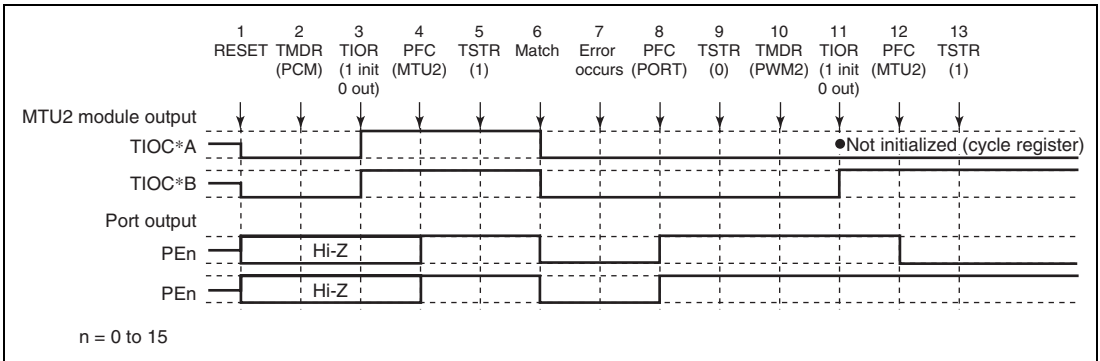 1 2 3 4 5 6 7 8 9 10 11 12 13
RESET TMDR TIOR PFC TSTR Match Error PFC TSTR TMDR TIOR PFC TSTR
(PCM) (1 init (MTU2) (1) occurs (PORT) (0) (PWM2) (1 init (MTU2) (1)
0 out) 0 out)
MTU2 module output
TIOC*A ●Not initialized (cycle register)
TIOC*B
Port output
PEn Hi-Z
PEn Hi-Z
n = 0 to 15